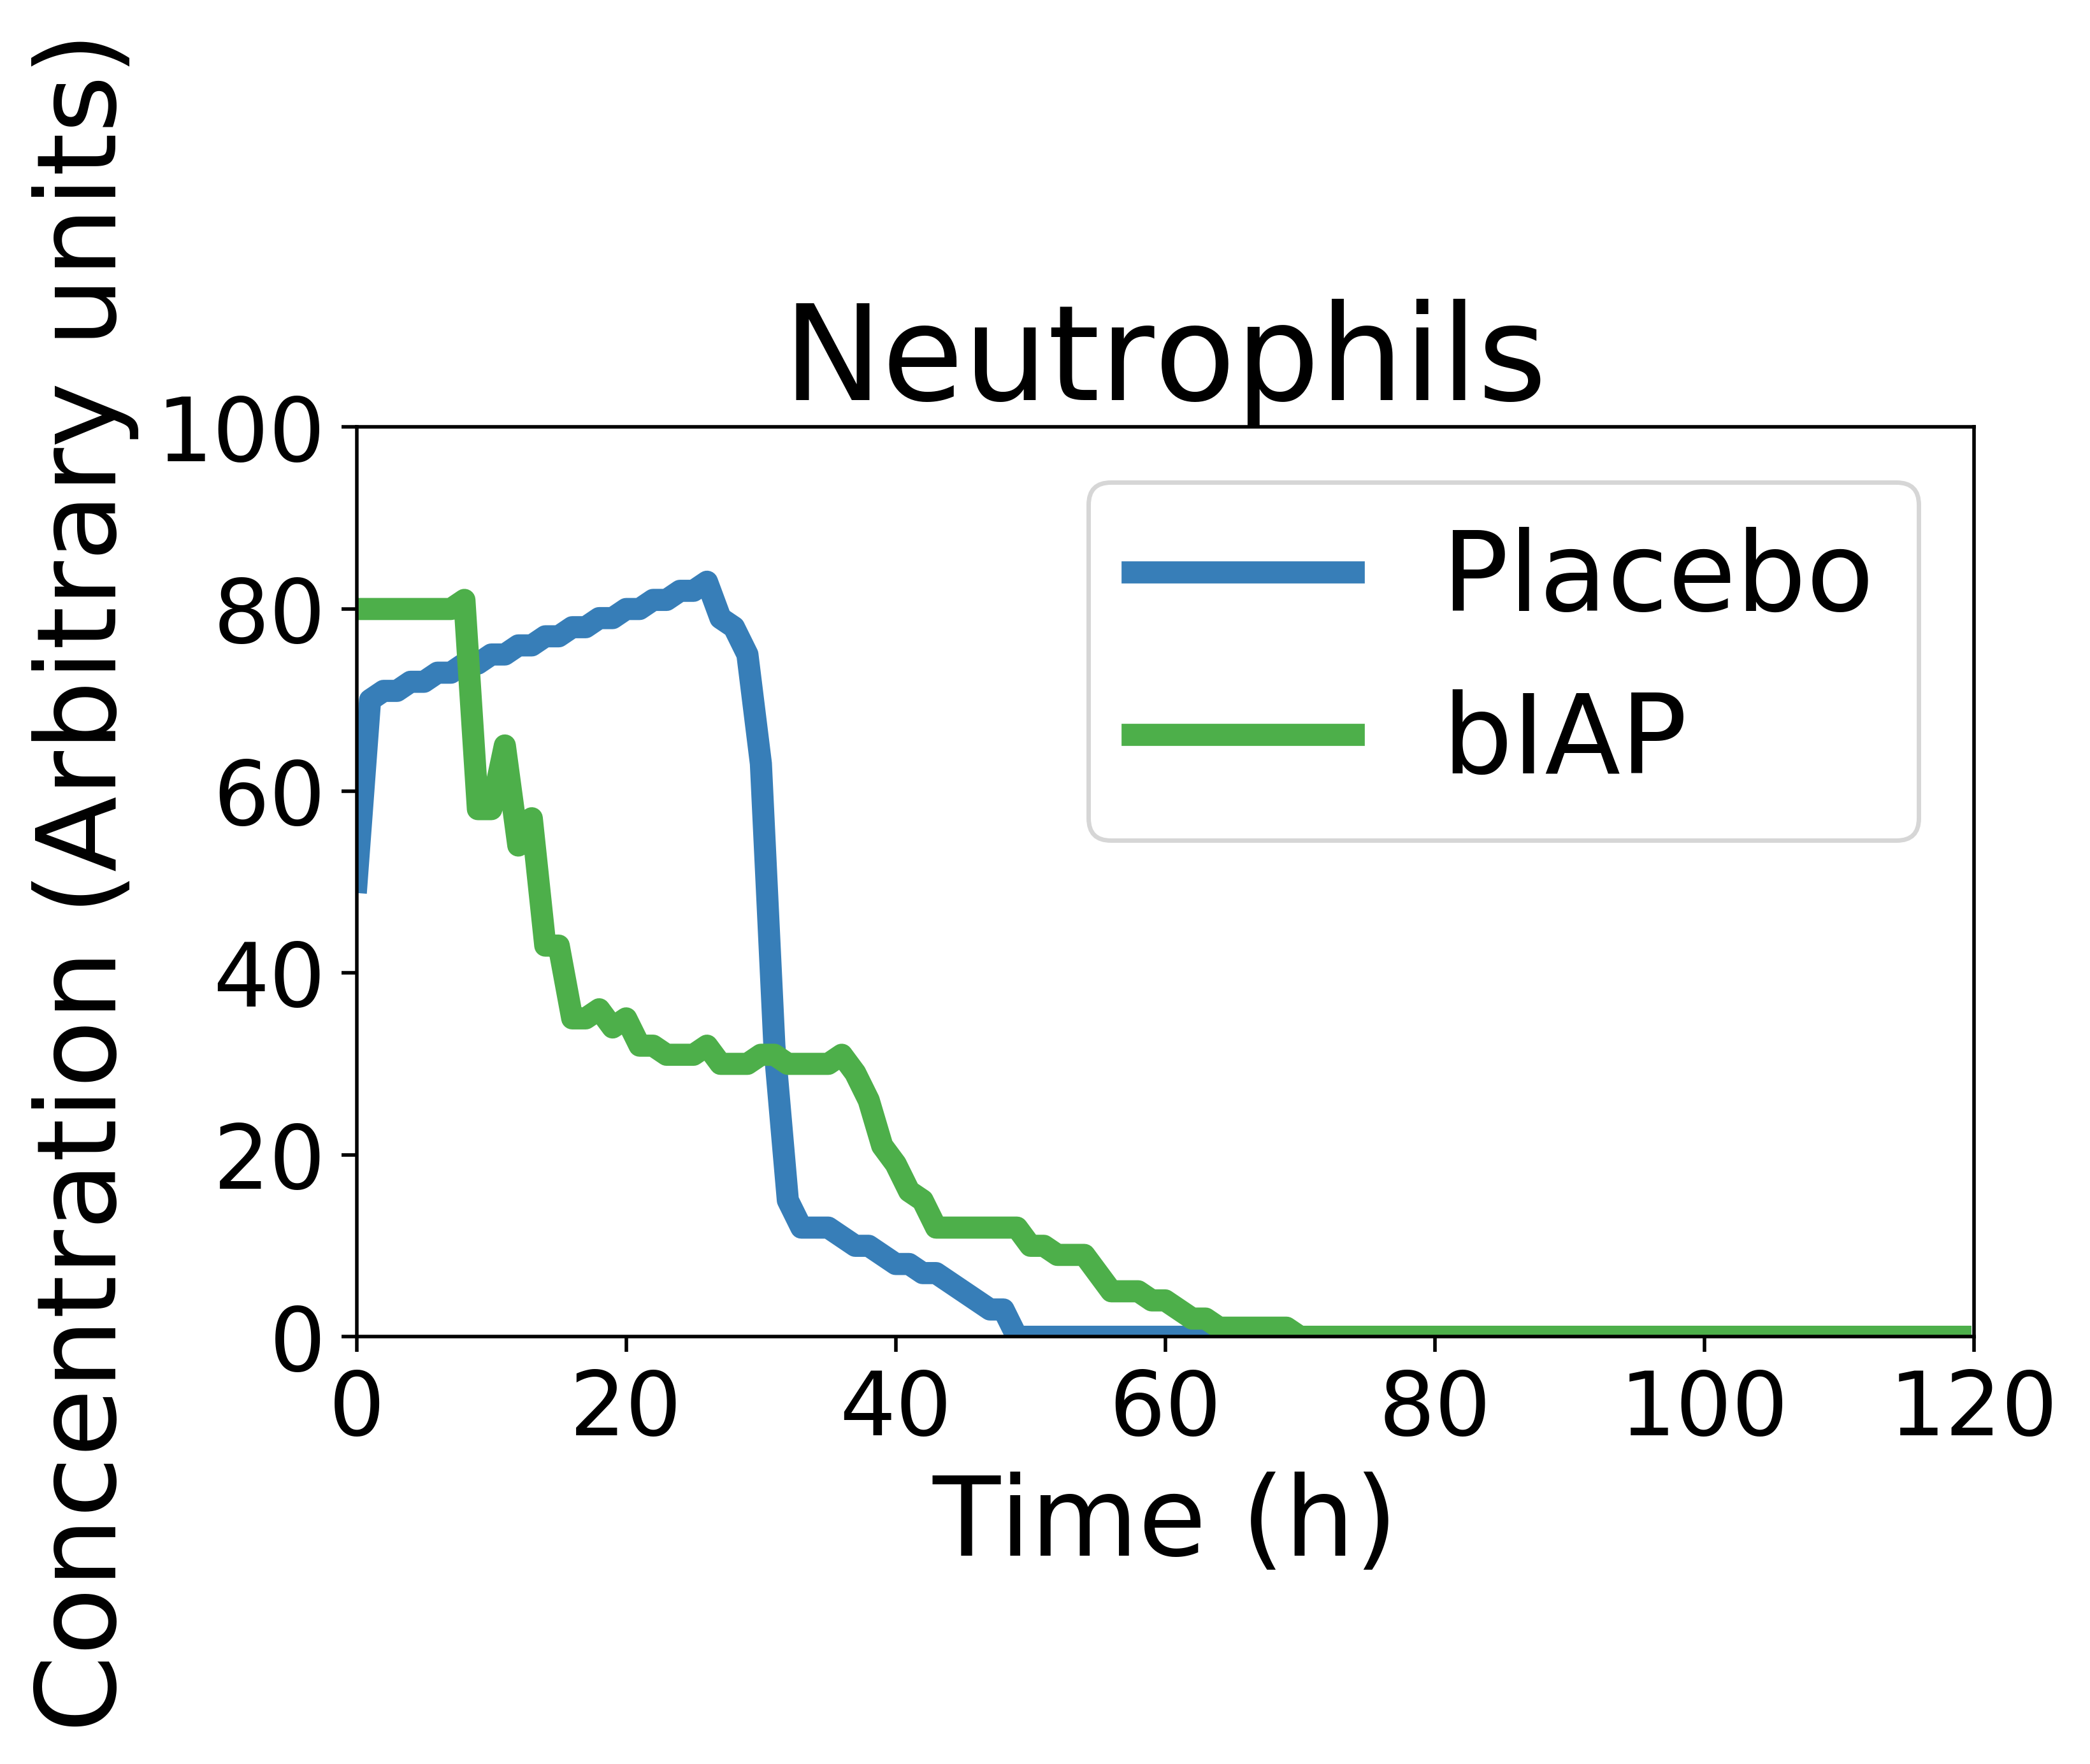 Neutrophils
Concentration (Arbitrary units)
100
80
60
40
20
0
Placebo
bIAP
0 20 40 60 80 100 120
Time (h)